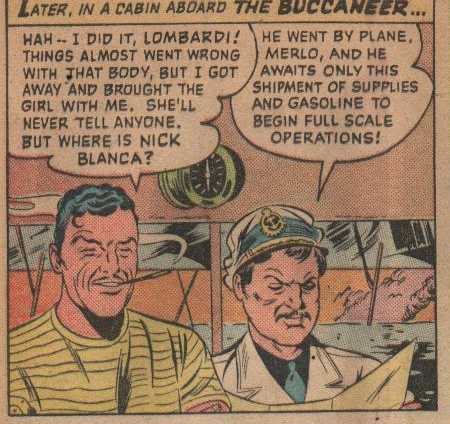 LATER, IN A CABIN ABOARD THE BUCCANEER...
HAH-- I DID IT, LOMBARDI!
THINGS ALMOST WENT WRONG
WITH THAT BODY, BUT I GOT
AWAY AND BROUGHT THE
GIRL WITH ME. SHE'LL
NEVER TELL ANYONE.
BUT WHERE IS NICK
BLANCA?
HE WENT BY PLANE,
MERLO, AND HE
AWAITS ONLY THIS
SHIPMENT OF SUPPLIES
AND GASOLINE TO
BEGIN FULL SCALE
OPERATIONS!